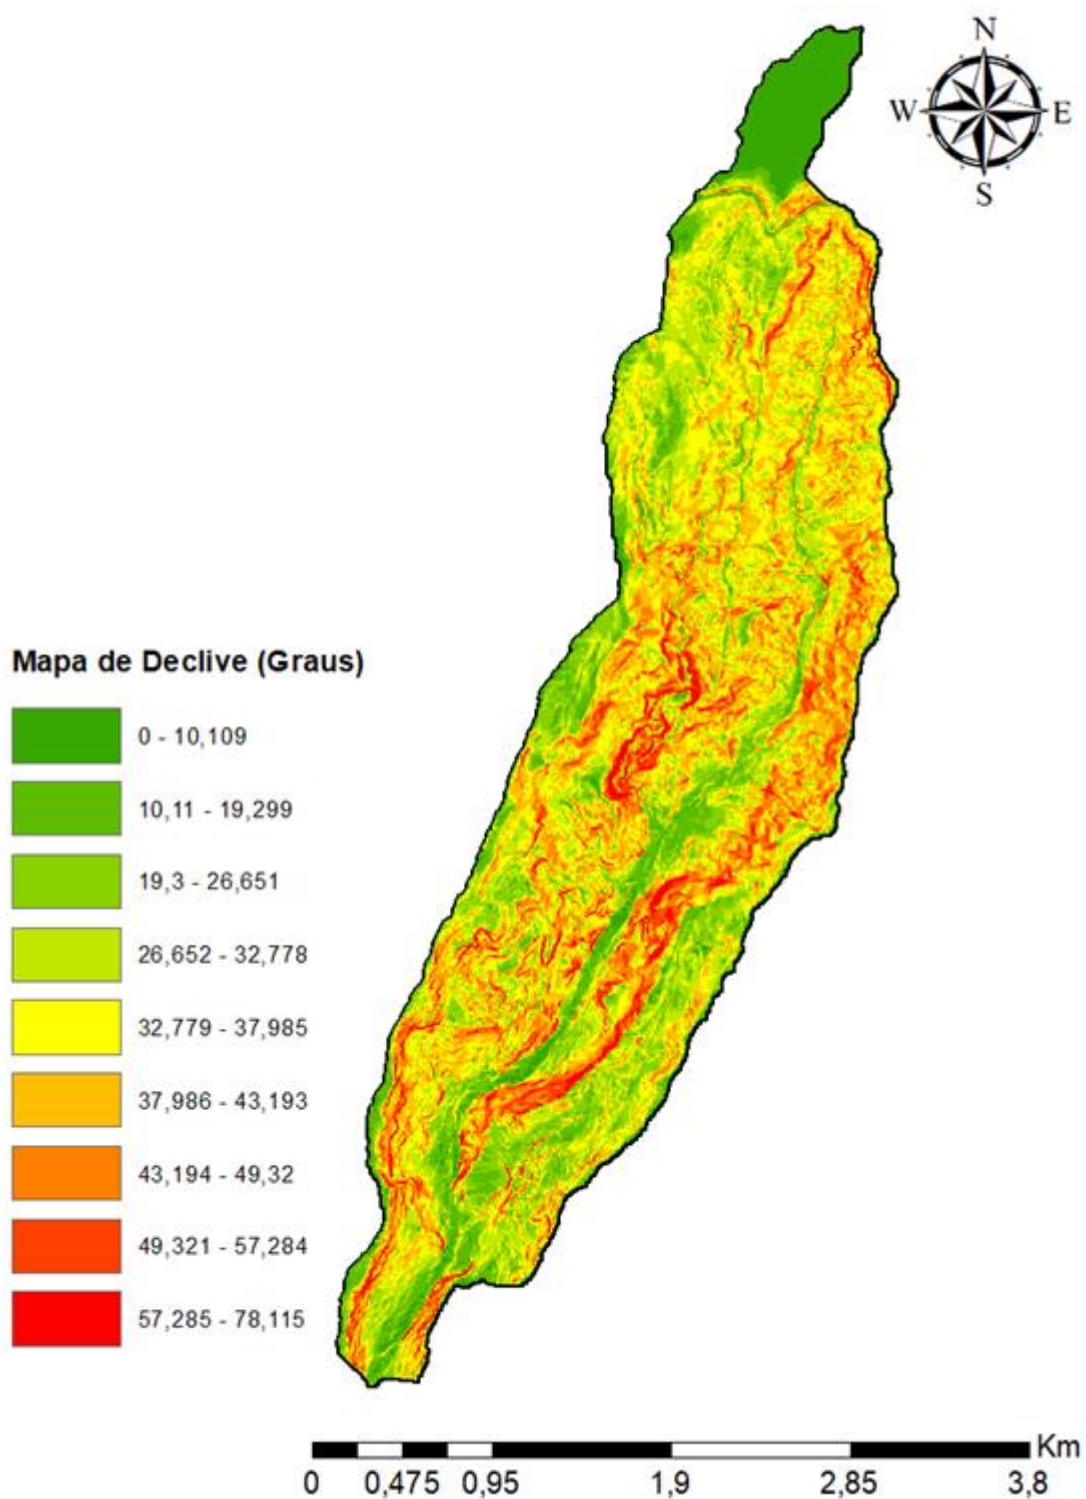 N
W E
S
Mapa de Declive (Graus)
0 - 10,109
10,11 - 19,299
19,3 - 26,651
26,652 - 32,778
32,779 - 37,985
37,986 - 43,193
43,194 - 49,32
49,321 - 57,284
57,285 - 78,115
Km
0 0,475 0,95 1,9 2,85 3,8